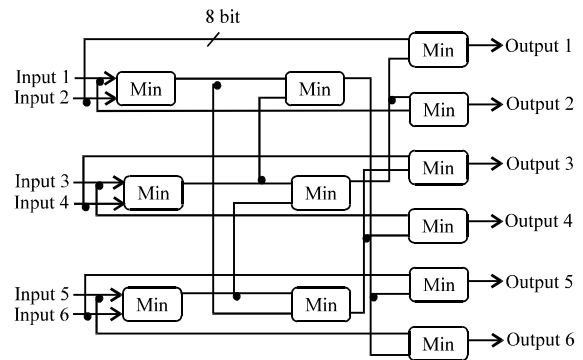 8 bit
Min
Output 1
Input 1
Input 2
Min
Min
Min
Output 2
Min
Output 3
Input 3
Input 4
Min
Min
Min
Output 4
Min
Output 5
Input 5
Input 6
Min
Min
Min
Output 6